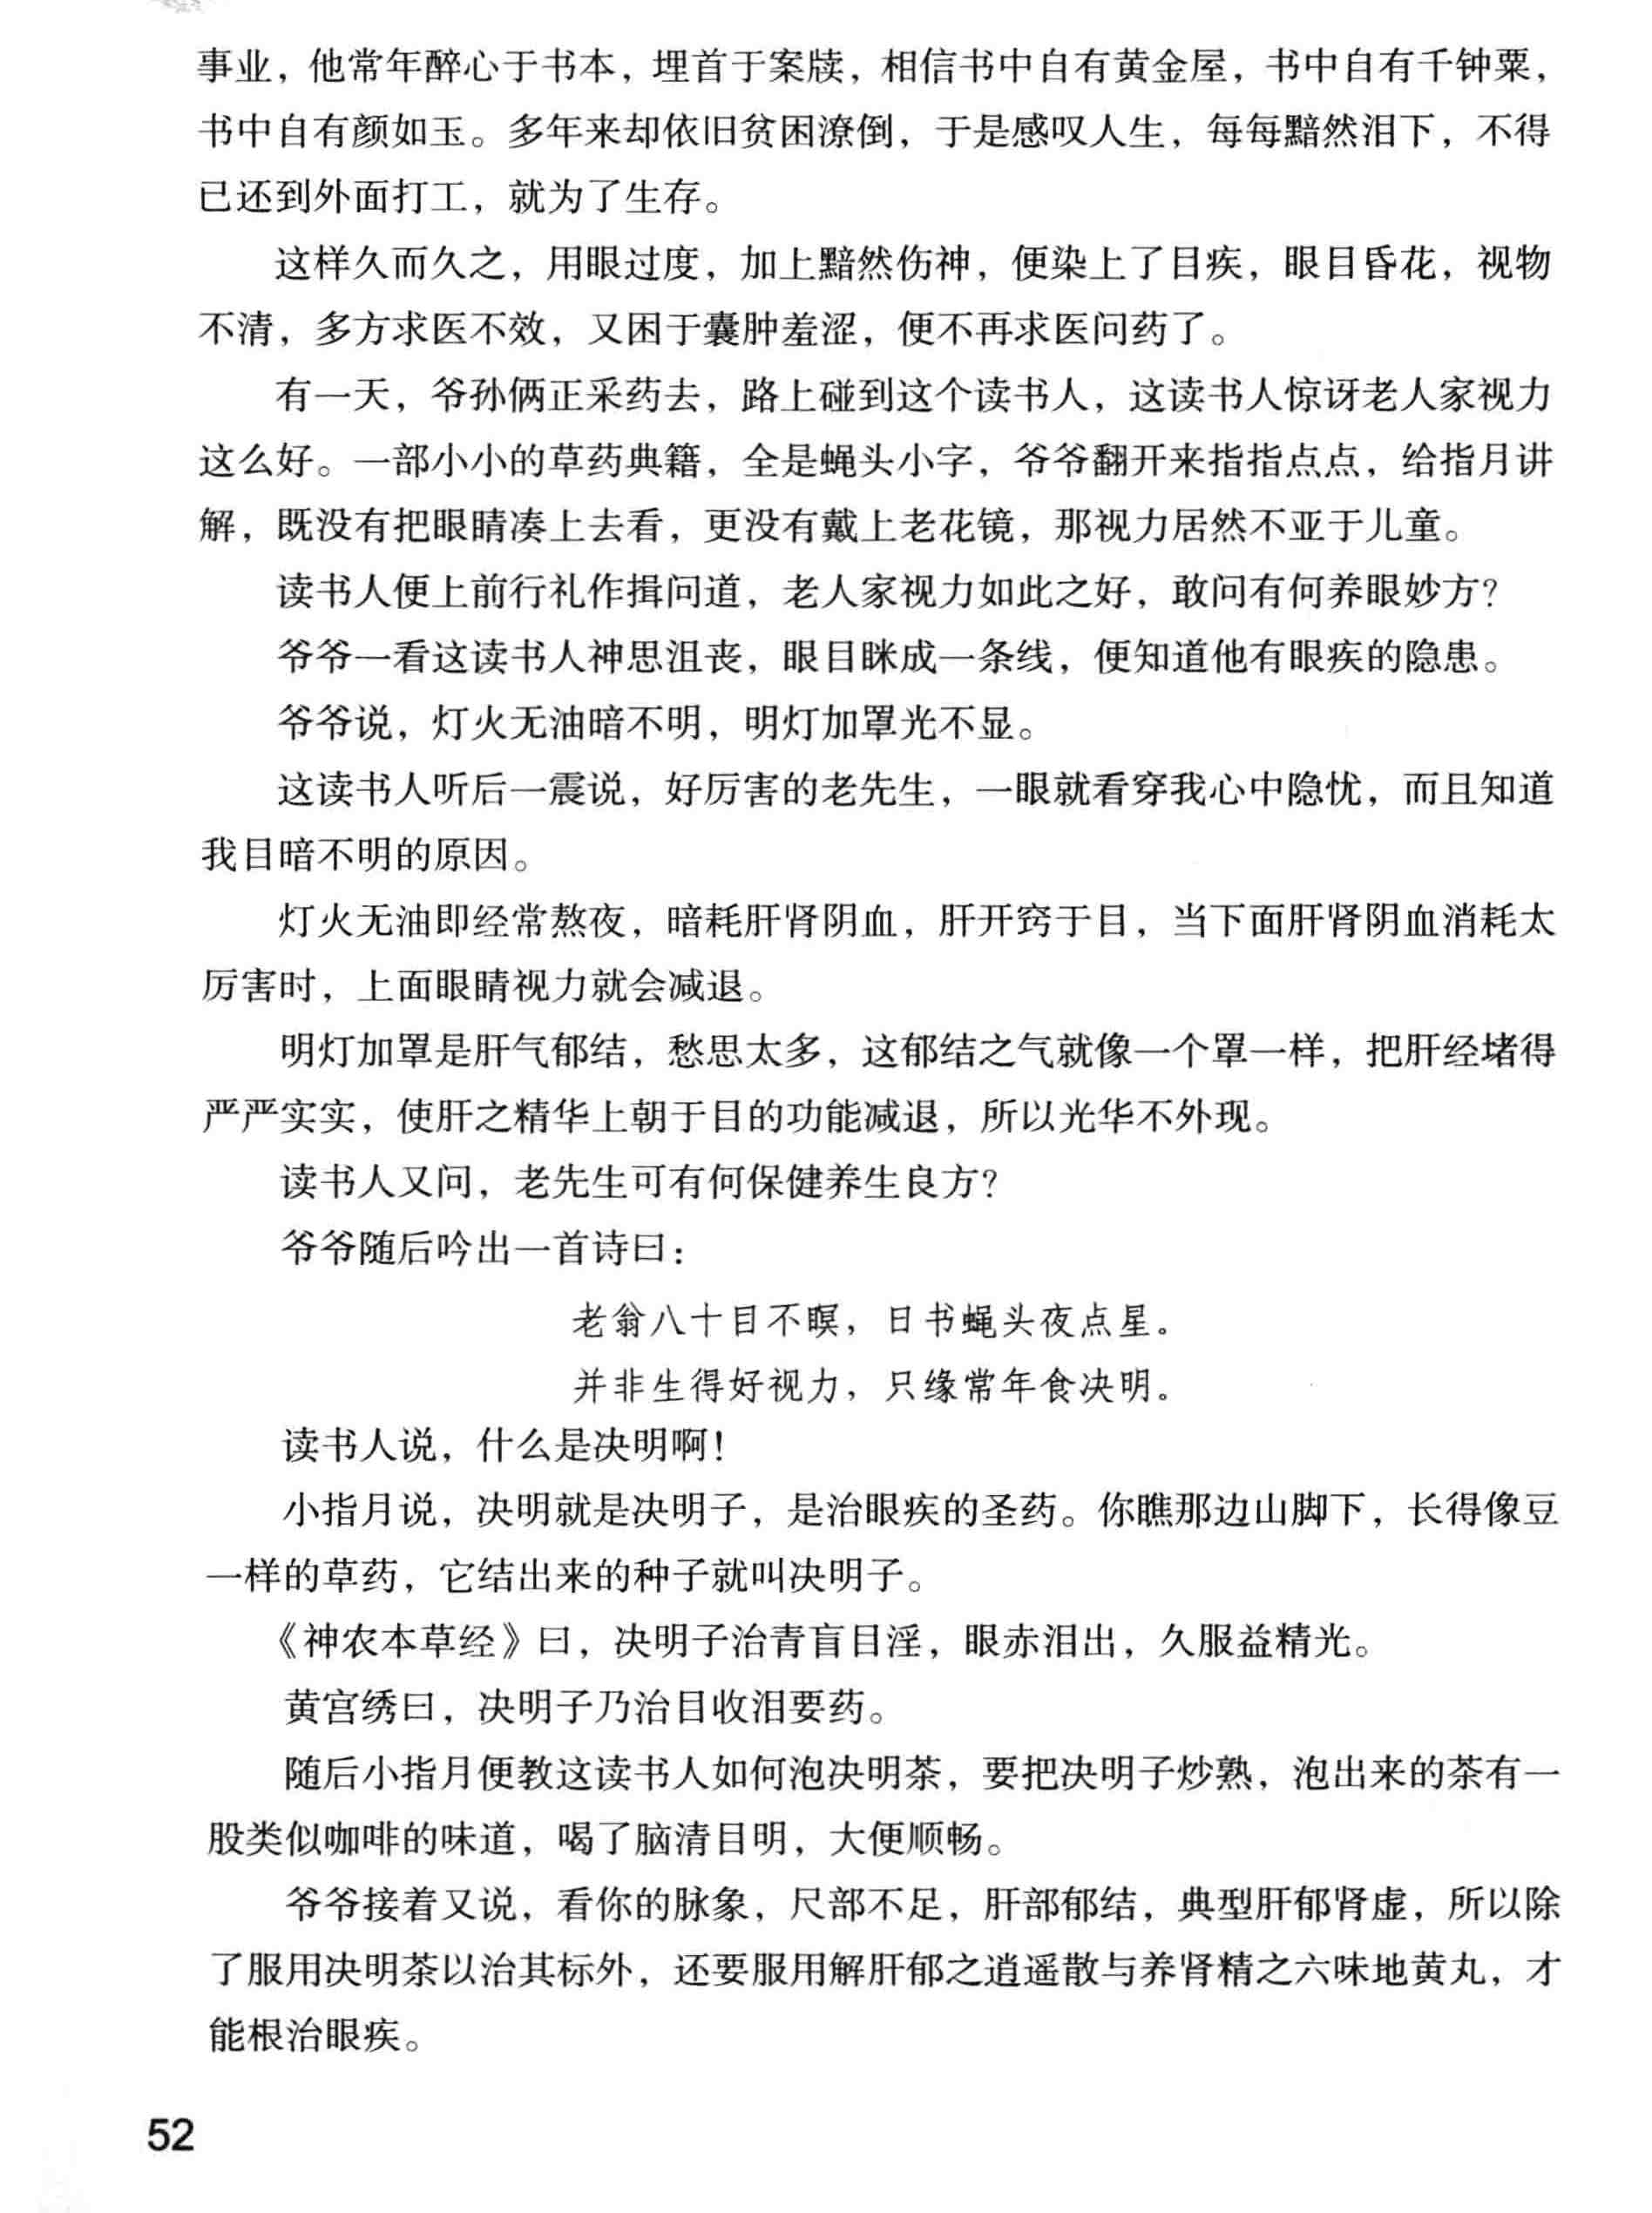 事业，他常年醉心于书本，埋首于案牍，相信书中自有黄金屋，书中自有千钟粟，
书中自有颜如玉。多年来却依旧贫困潦倒，于是感叹人生，每每黯然泪下，不得
已还到外面打工，就为了生存。
这样久而久之，用眼过度，加上黯然伤神，便染上了目疾，眼目昏花，视物
不清，多方求医不效，又困于囊肿羞涩，便不再求医问药了。
有一天，爷孙俩正采药去，路上碰到这个读书人，这读书人惊讶老人家视力
这么好。一部小小的草药典籍，全是蝇头小字，爷爷翻开来指指点点，给指月讲
解，既没有把眼睛凑上去看，更没有戴上老花镜，那视力居然不亚于儿童。
读书人便上前行礼作揖问道，老人家视力如此之好，敢问有何养眼妙方？
爷爷一看这读书人神思沮丧，眼目眯成一条线，便知道他有眼疾的隐患。
爷爷说，灯火无油暗不明，明灯加罩光不显。
这读书人听后一震说，好厉害的老先生，一眼就看穿我心中隐忧，而且知道
我目暗不明的原因。
灯火无油即经常熬夜，暗耗肝肾阴血，肝开窍于目，当下面肝肾阴血消耗太
厉害时，上面眼睛视力就会减退。
明灯加罩是肝气郁结，愁思太多，这郁结之气就像一个罩一样，把肝经堵得
严严实实，使肝之精华上朝于目的功能减退，所以光华不外现。
读书人又问，老先生可有何保健养生良方？
爷爷随后吟出一首诗曰：
老翁八十目不瞑，日书蝇头夜点星。
并非生得好视力，只缘常年食决明。
读书人说，什么是决明啊！
小指月说，决明就是决明子，是治眼疾的圣药。你瞧那边山脚下，长得像豆
一样的草药，它结出来的种子就叫决明子。
《神农本草经》曰，决明子治青盲目淫，眼赤泪出，久服益精光。
黄宫绣曰，决明子乃治目收泪要药。
随后小指月便教这读书人如何泡决明茶，要把决明子炒熟，泡出来的茶有一
股类似咖啡的味道，喝了脑清目明，大便顺畅。
爷爷接着又说，看你的脉象，尺部不足，肝部郁结，典型肝郁肾虚，所以除
了服用决明茶以治其标外，还要服用解肝郁之逍遥散与养肾精之六味地黄丸，才
能根治眼疾。
52